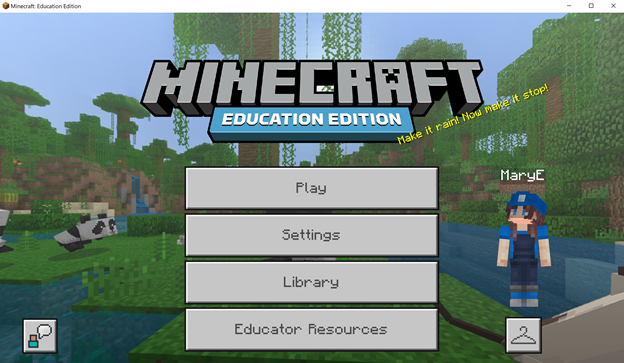 Minecraft: Education Edition
MINECRAFT
EDUCATION EDITION
Make it rain! Now make it stop!
MaryE
Play
Settings
Library
Educator Resources